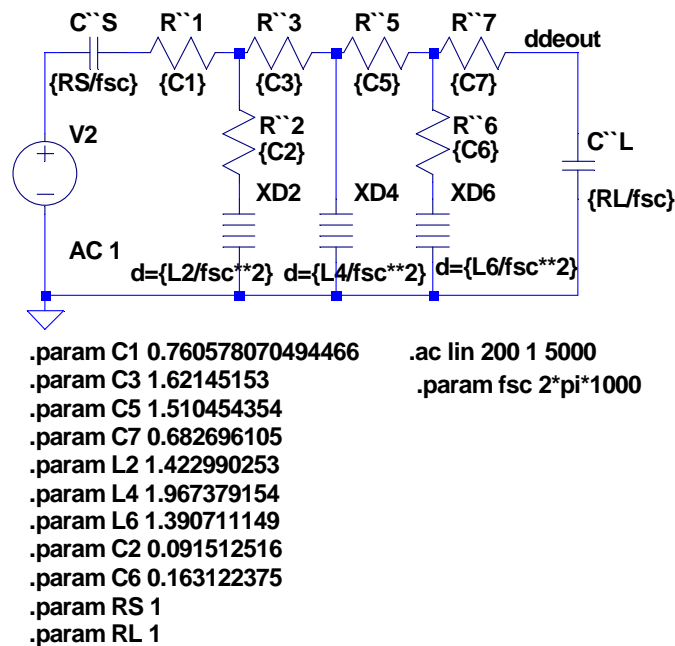 C``S R``1 R``3 R``5 R``7 ddeout
{RS/fsc} {C1} {C3} {C5} {C7}
V2 R``2 R``6 C``L
{C2} {C6}
+
XD2 XD4 XD6 {RL/fsc}
AC 1
d={L2/fsc**2} d={L4/fsc**2} d={L6/fsc**2}
.param C1 0.760578070494466 .ac lin 200 1 5000
.param C3 1.62145153 .param fsc 2*pi*1000
.param C5 1.510454354
.param C7 0.682696105
.param L2 1.422990253
.param L4 1.967379154
.param L6 1.390711149
.param C2 0.091512516
.param C6 0.163122375
.param RS 1
.param RL 1